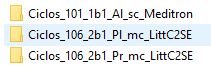 Ciclos_101_1b1_Al_sc_Meditron
Ciclos_106_2b1_Pl_mc_LittC2SE
Ciclos_106_2b1_Pr_mc_LittC2SE